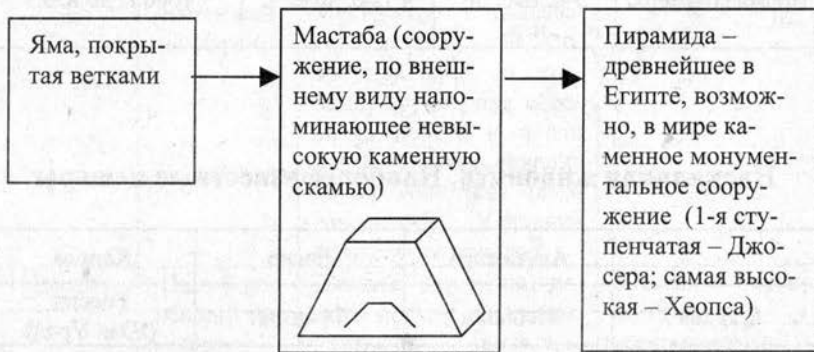 Яма, покры-
тая ветками
Мастаба (соору-
жение, по внеш-
нему виду напо-
минающее невы-
сокую каменную
скамью)
Пирамида –
древнейшее в
Египте, возмож-
но, в мире ка-
менное монумен-
тальное соору-
жение (1-я сту-
пенчатая – Джо-
сера; самая высо-
кая – Хеопса)